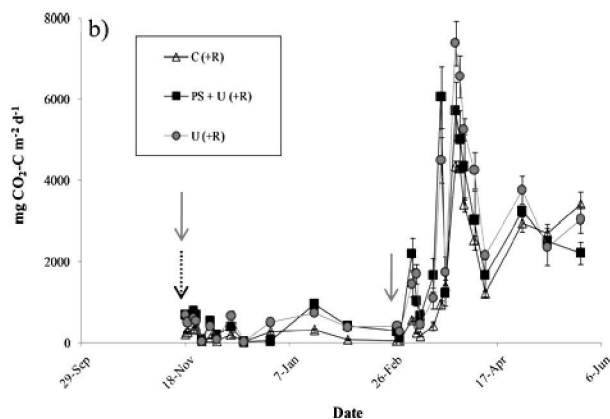 b)
C (+R)
PS + U (+R)
U (+R)
mg CO₂-C m⁻² d⁻¹
8000
6000
4000
2000
0
29-Sep
18-Nov
7-Jan
26-Feb
17-Apr
6-Jun
Date